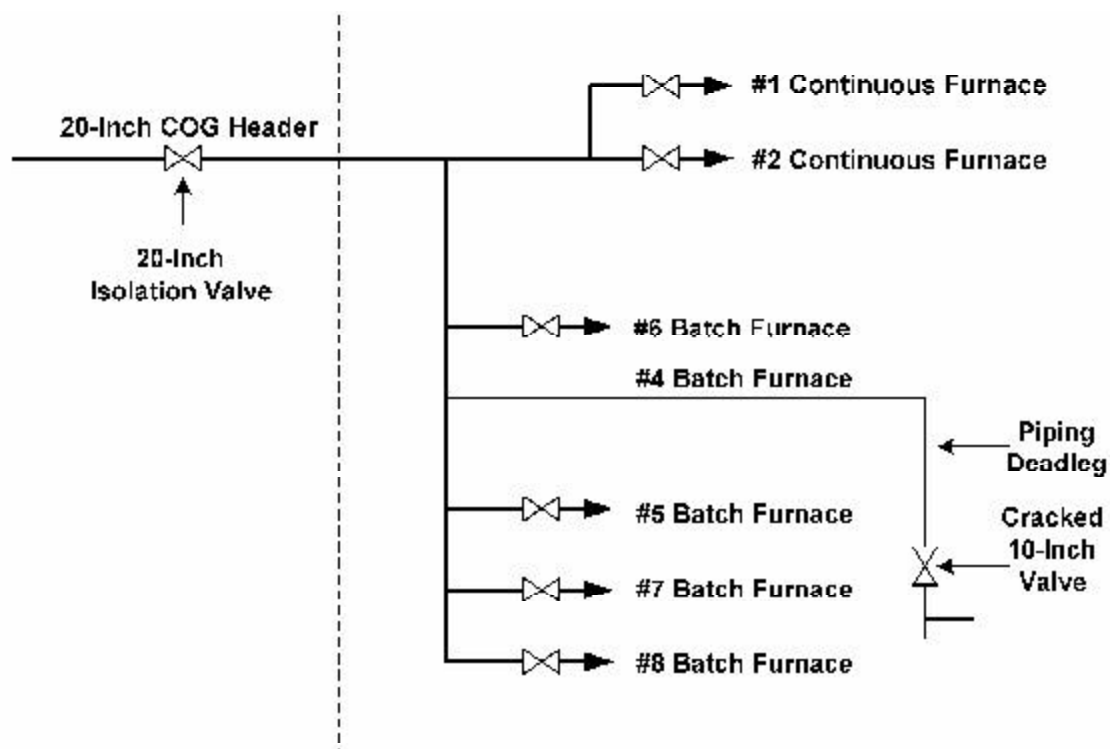 #1 Continuous Furnace
20-Inch COG Header
#2 Continuous Furnace
20-Inch
Isolation Valve
#6 Batch Furnace
#4 Batch Furnace
Piping
Deadleg
#5 Batch Furnace
Cracked
10-Inch
Valve
#7 Batch Furnace
#8 Batch Furnace